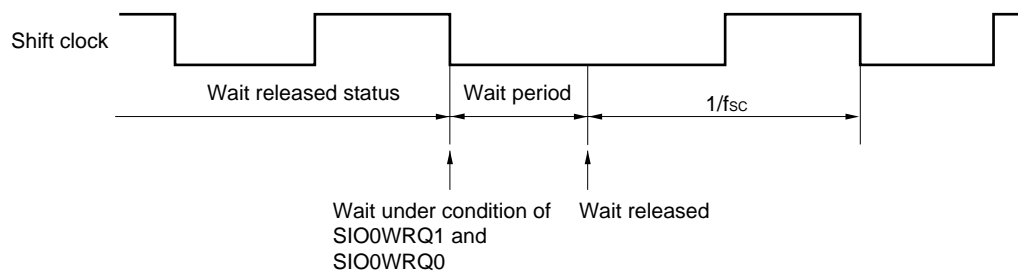 Shift clock
Wait released status
Wait period
1/fSC
Wait under condition of
SIO0WRQ1 and
SIO0WRQ0
Wait released